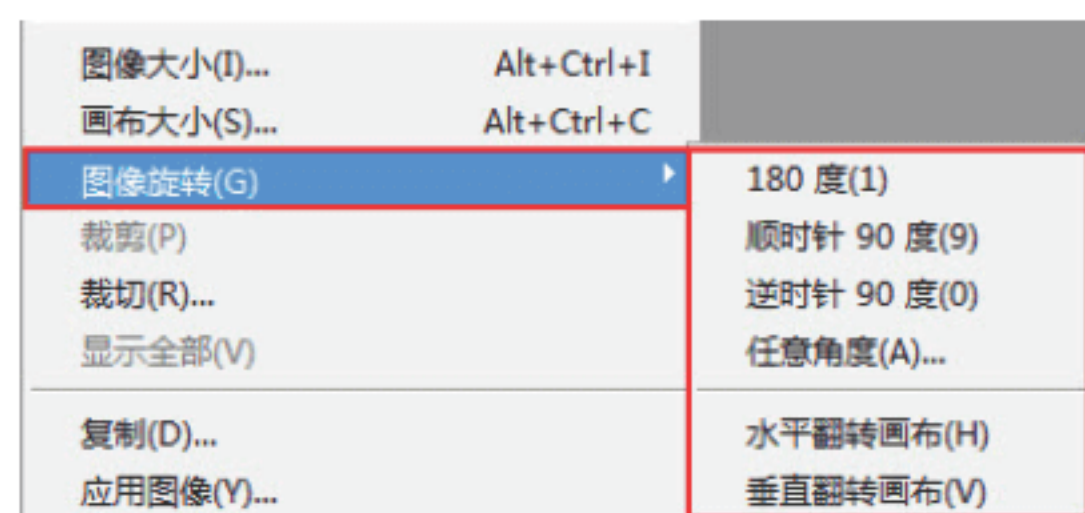 图像大小(I)... Alt+Ctrl+I
画布大小(S)... Alt+Ctrl+C
图像旋转(G)
裁剪(P)
裁切(R)...
显示全部(V)
复制(D)...
应用图像(Y)...
180 度(1)
顺时针 90 度(9)
逆时针 90 度(0)
任意角度(A)...
水平翻转画布(H)
垂直翻转画布(V)